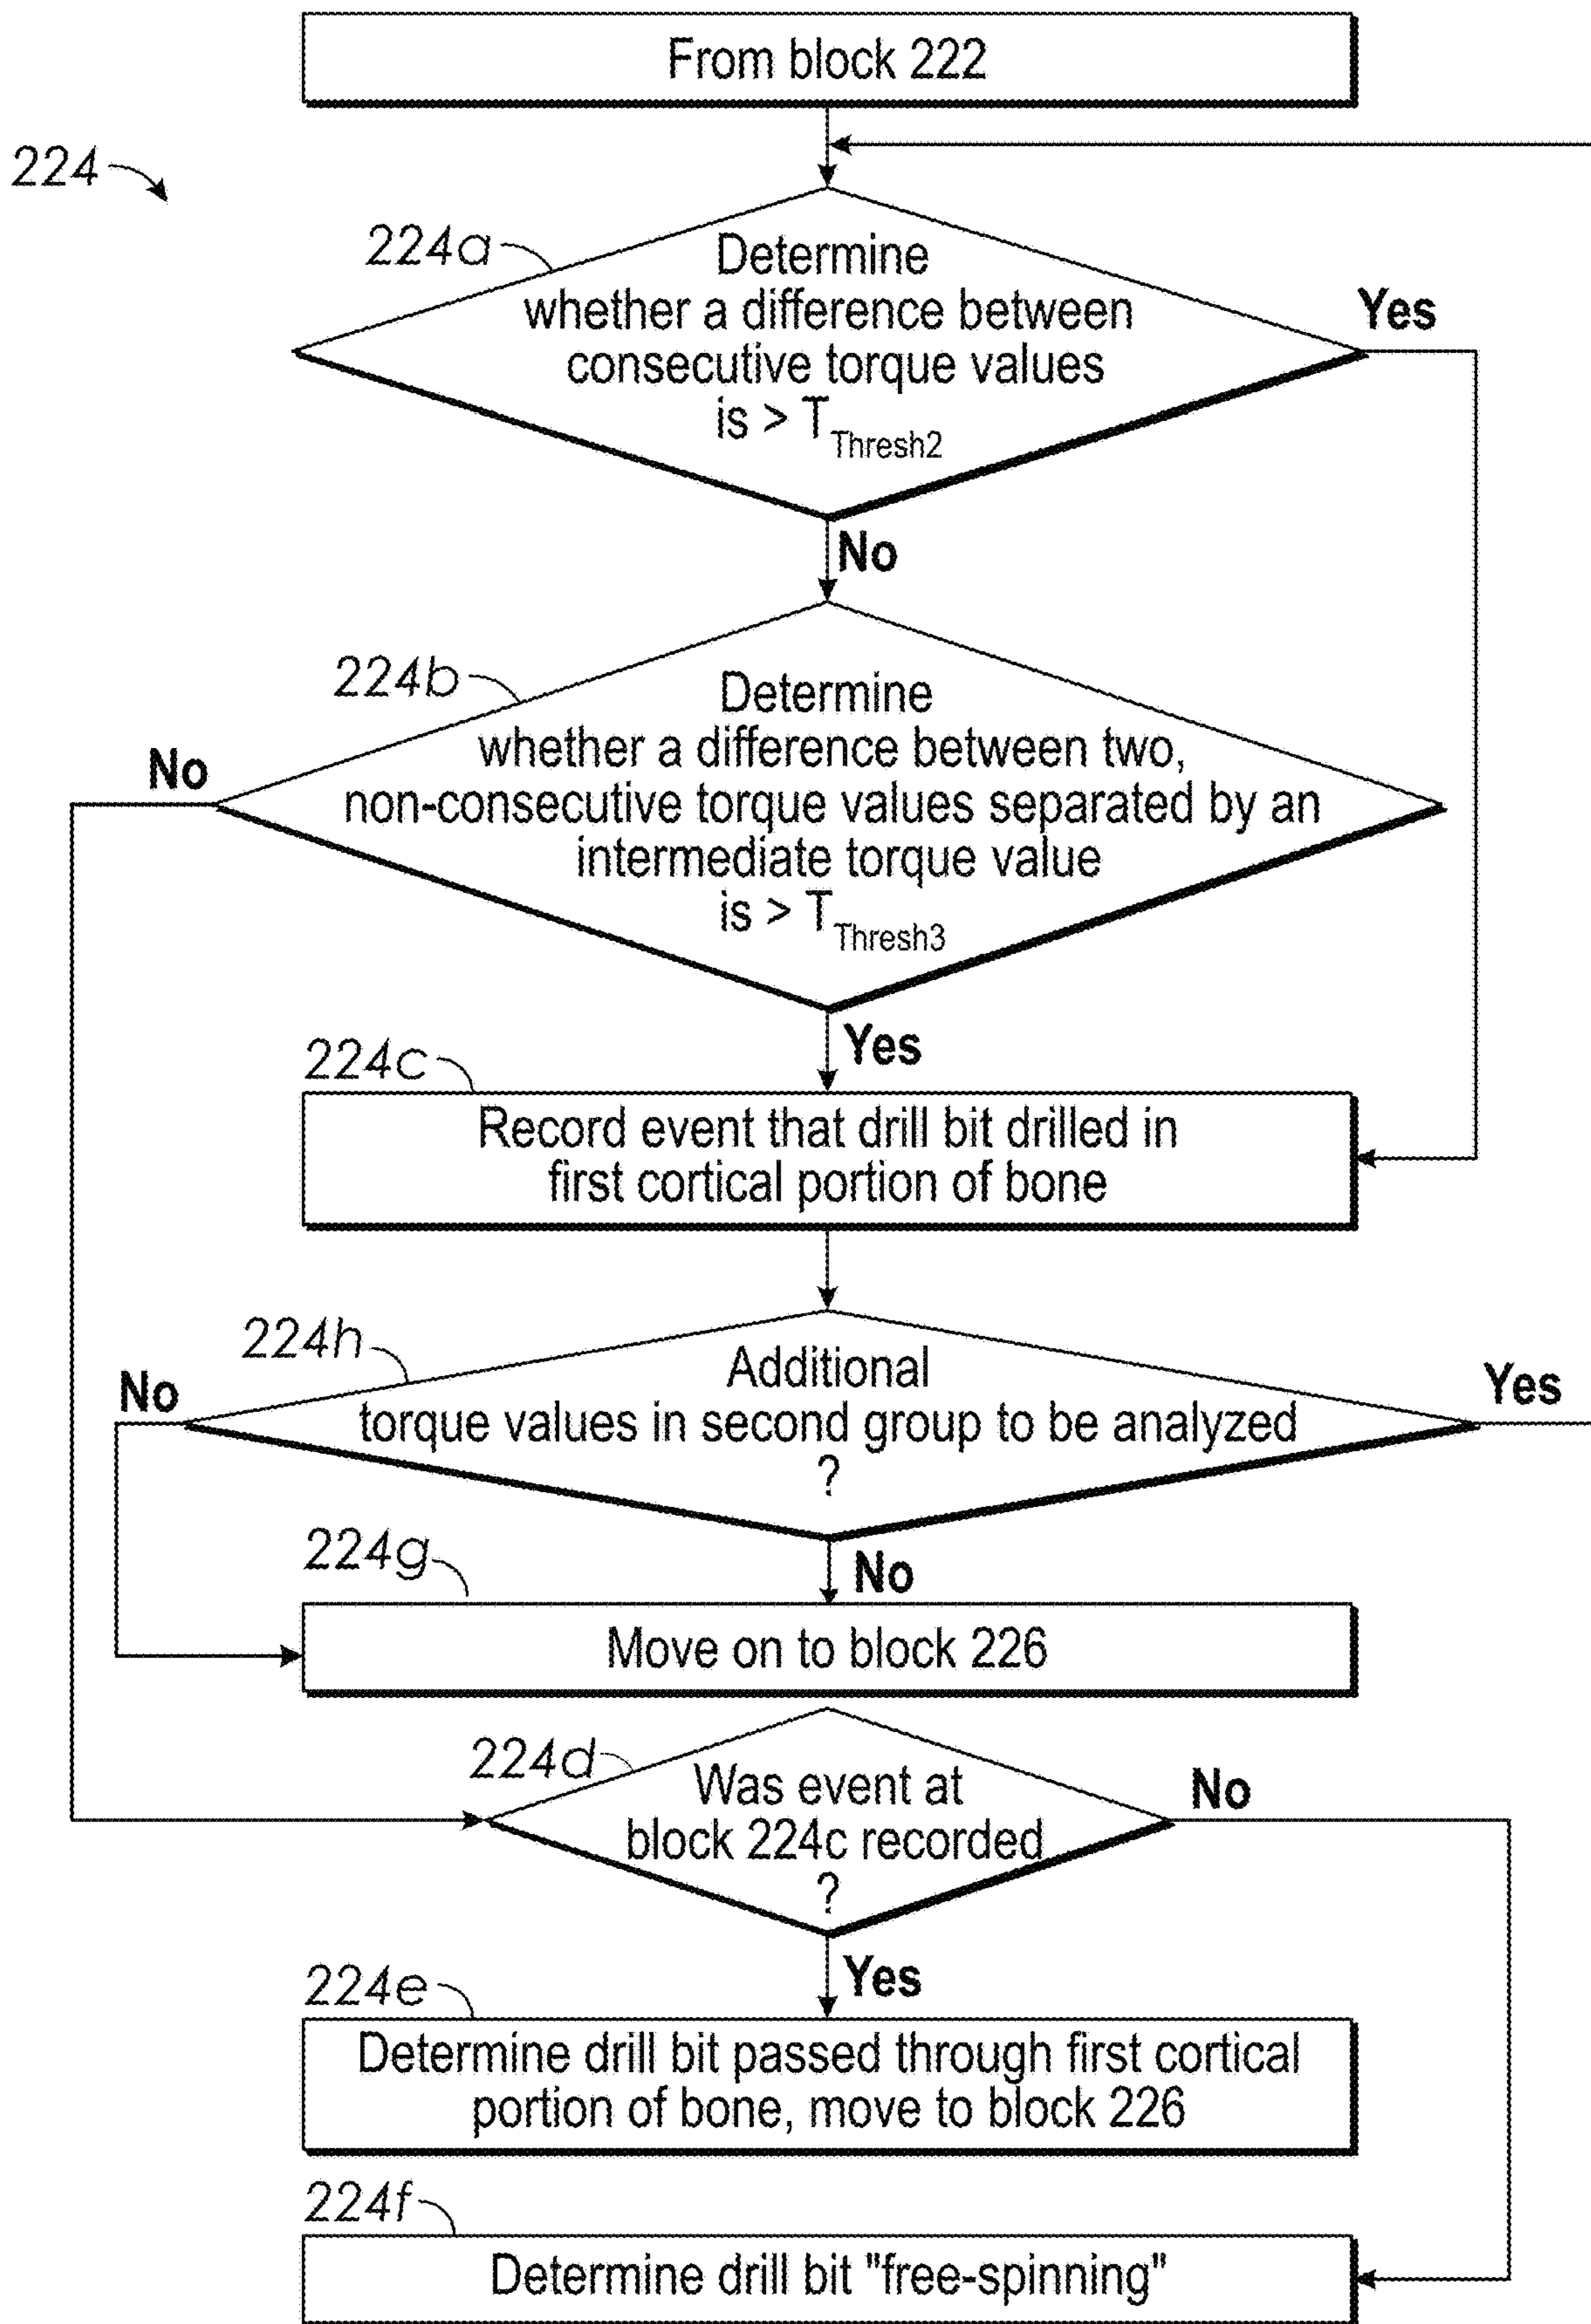 From block 222
224
224a
Determine
whether a difference between
consecutive torque values
is > T Thresh2
Yes
No
224b
Determine
whether a difference between two,
non-consecutive torque values separated by an
intermediate torque value
is > T Thresh3
No
Yes
224c
Record event that drill bit drilled in
first cortical portion of bone
224h
Additional
torque values in second group to be analyzed
?
No
Yes
224g
No
Move on to block 226
224d
Was event at
block 224c recorded
?
No
Yes
224e
Determine drill bit passed through first cortical
portion of bone, move to block 226
224f
Determine drill bit "free-spinning"